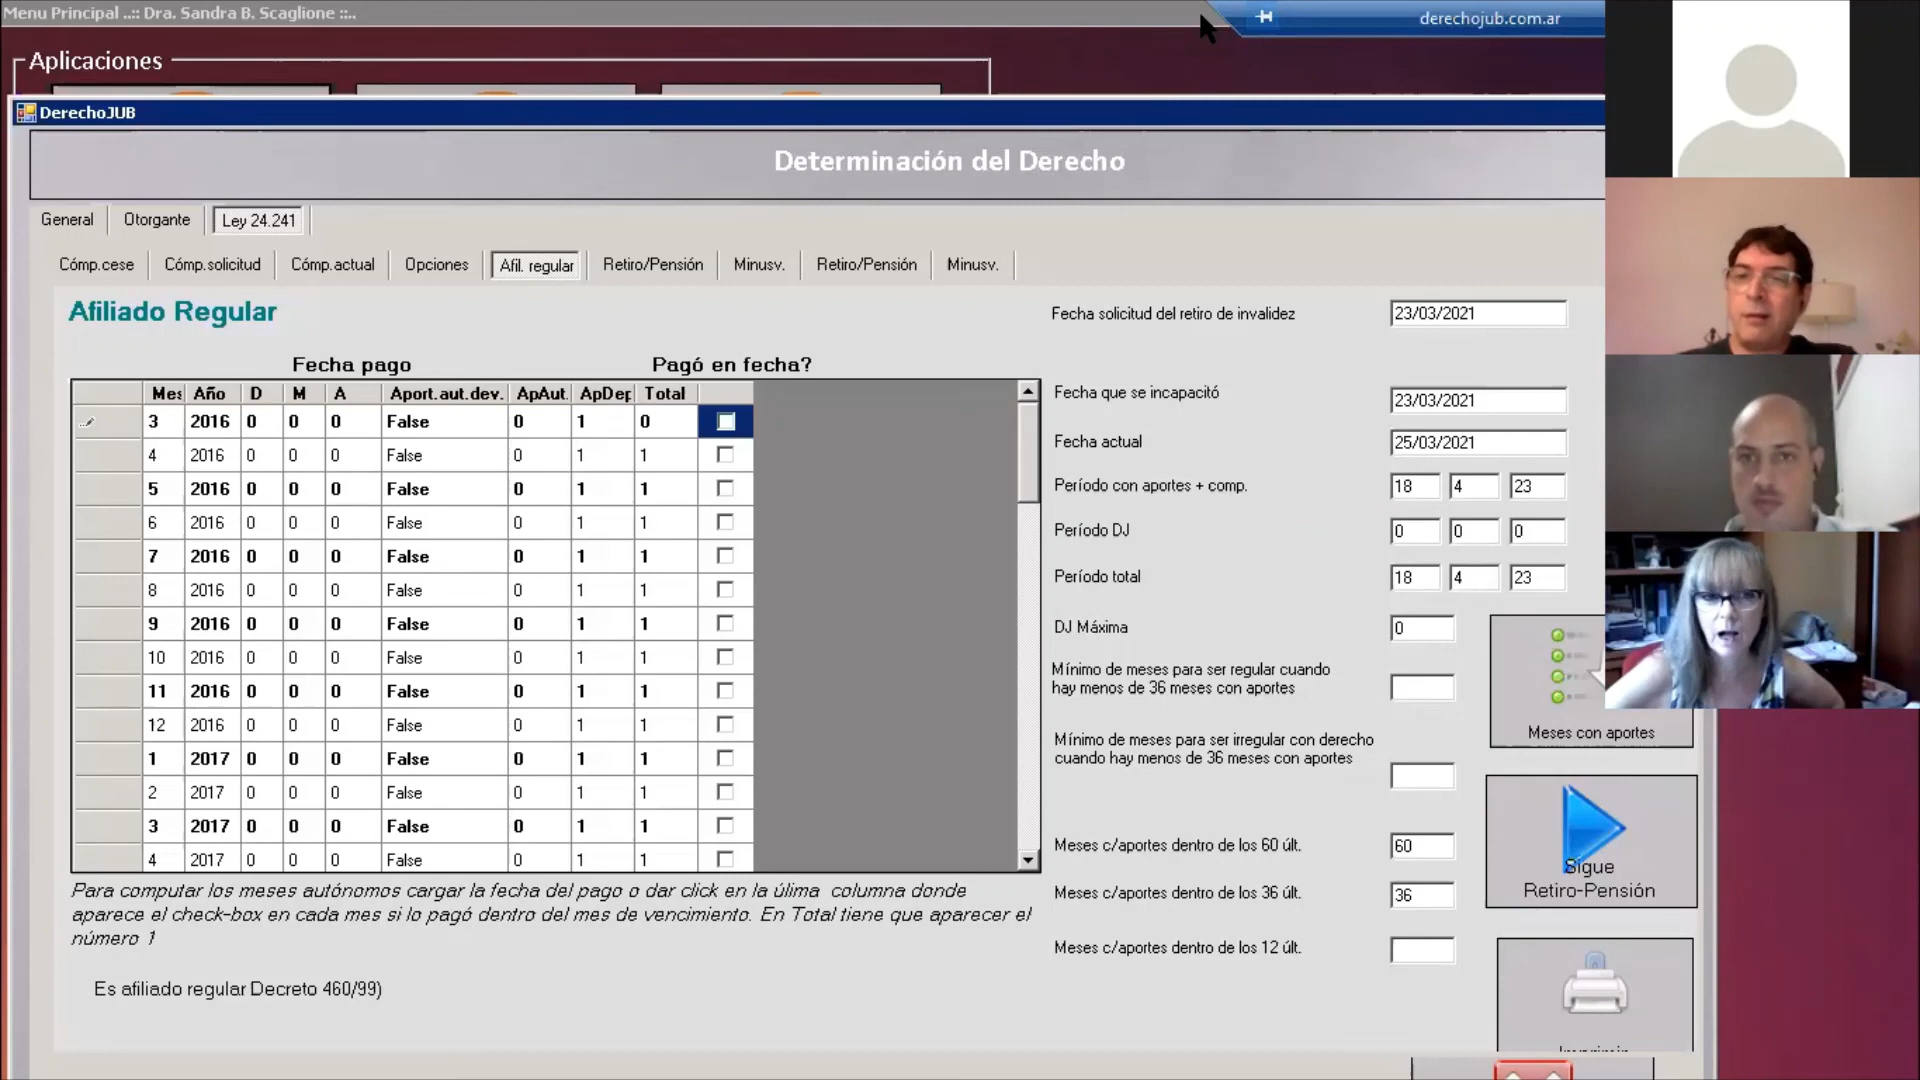 Menu Principal ..:: Dra. Sandra B. Scaglione ::..
derechojub.com.ar
Aplicaciones
DerechoJUB
Determinación del Derecho
General Otorgante Ley 24.241
Cómp.cese Cómp.solicitud Cómp.actual Opciones Afil. regular Retiro/Pensión Minusv. Retiro/Pensión Minusv.
Afiliado Regular
Fecha pago Pagó en fecha?
Mes Año D M A Aport.aut.dev. ApAut. ApDep Total
3 2016 0 0 0 False 0 1 0
4 2016 0 0 0 False 0 1 1
5 2016 0 0 0 False 0 1 1
6 2016 0 0 0 False 0 1 1
7 2016 0 0 0 False 0 1 1
8 2016 0 0 0 False 0 1 1
9 2016 0 0 0 False 0 1 1
10 2016 0 0 0 False 0 1 1
11 2016 0 0 0 False 0 1 1
12 2016 0 0 0 False 0 1 1
1 2017 0 0 0 False 0 1 1
2 2017 0 0 0 False 0 1 1
3 2017 0 0 0 False 0 1 1
4 2017 0 0 0 False 0 1 1
Para computar los meses autónomos cargar la fecha del pago o dar click en la úlima columna donde
aparece el check-box en cada mes si lo pagó dentro del mes de vencimiento. En Total tiene que aparecer el
número 1
Es afiliado regular Decreto 460/99)
Fecha solicitud del retiro de invalidez 23/03/2021
Fecha que se incapacitó 23/03/2021
Fecha actual 25/03/2021
Período con aportes + comp. 18 4 23
Período DJ 0 0 0
Período total 18 4 23
DJ Máxima 0
Mínimo de meses para ser regular cuando
hay menos de 36 meses con aportes
Mínimo de meses para ser irregular con derecho
cuando hay menos de 36 meses con aportes
Meses c/aportes dentro de los 60 últ. 60
Meses c/aportes dentro de los 36 últ. 36
Meses c/aportes dentro de los 12 últ.
Meses con aportes
Sigue
Retiro-Pensión